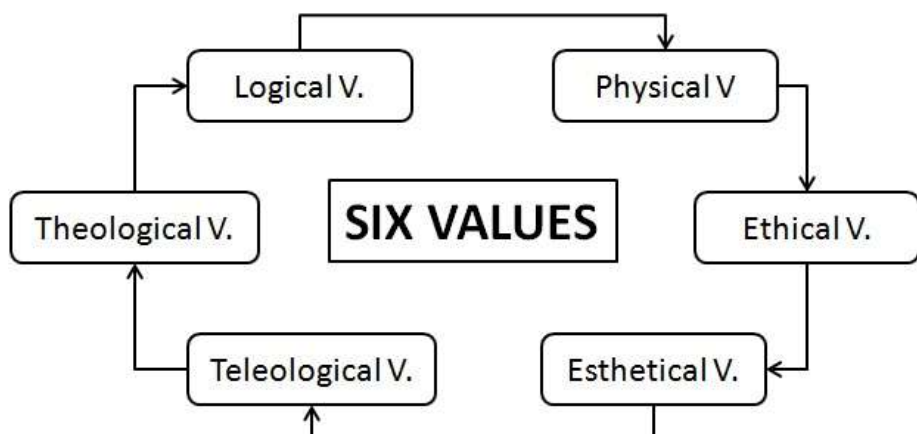 Logical V.
Physical V
Theological V.
SIX VALUES
Ethical V.
Teleological V.
Esthetical V.